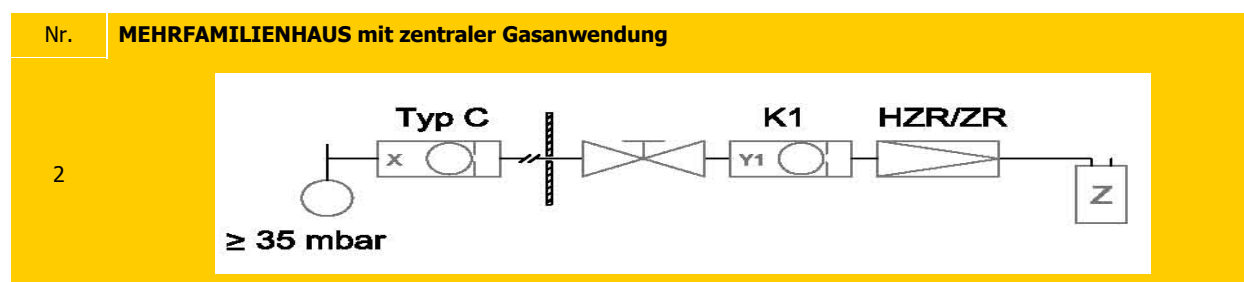 Nr. MEHRFAMILIENHAUS mit zentraler Gasanwendung
2
Typ C K1 HZR/ZR
X Y1
Z
≥ 35 mbar